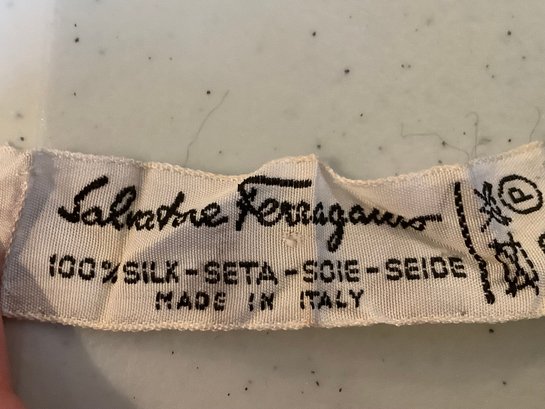 Salvatore Ferragamo
100% SILK-SETA-SOIE-SEIDE
MADE IN ITALY
P